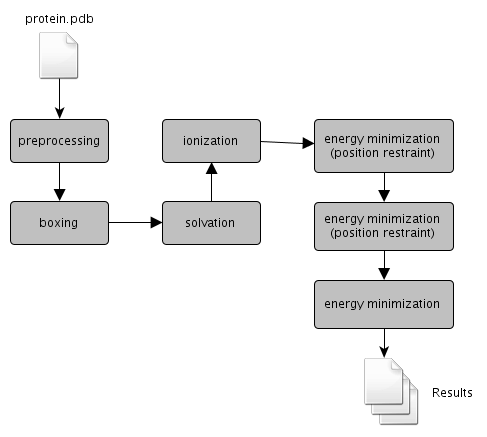 protein.pdb
preprocessing
boxing
solvation
ionization
energy minimization
(position restraint)
energy minimization
(position restraint)
energy minimization
Results